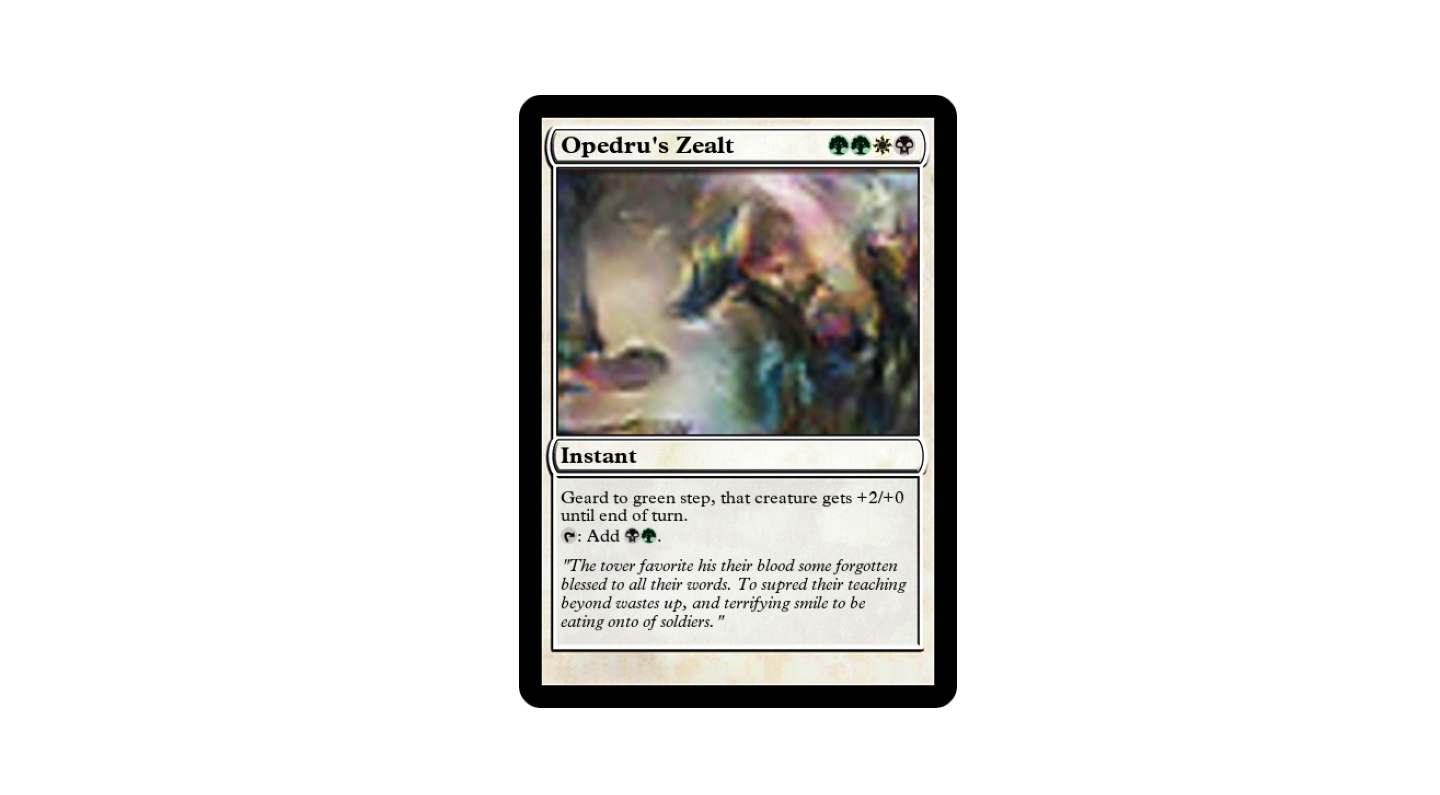 Opedru's Zealt
Instant
Geard to green step, that creature gets +2/+0
until end of turn.
: Add .
"The tover favorite his their blood some forgotten
blessed to all their words. To supred their teaching
beyond wastes up, and terrifying smile to be
eating onto of soldiers."